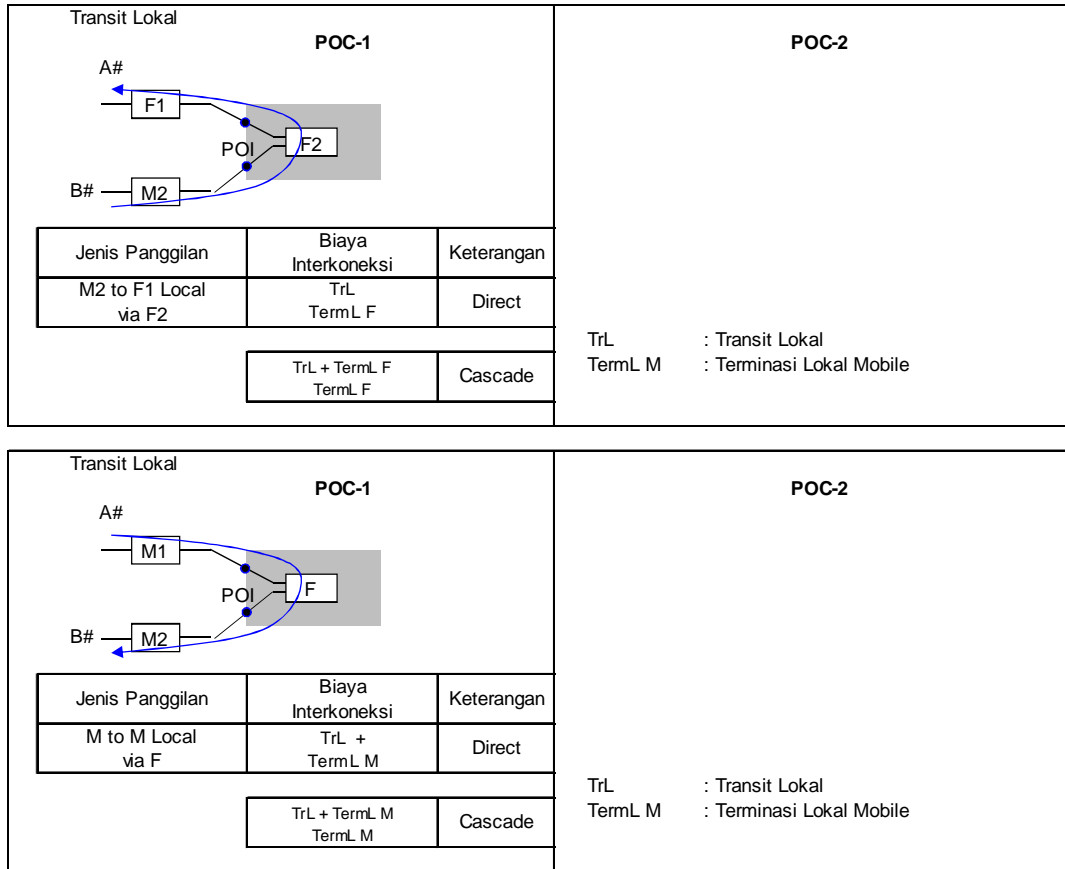 Transit Lokal
POC-1
POC-2
A#
F1
POI
F2
B#
M2
Jenis Panggilan
Biaya
Interkoneksi
Keterangan
M2 to F1 Local
via F2
TrL
TermL F
Direct
TrL + TermL F
TermL F
Cascade
TrL : Transit Lokal
TermL M : Terminasi Lokal Mobile
Transit Lokal
POC-1
POC-2
A#
M1
POI
F
B#
M2
Jenis Panggilan
Biaya
Interkoneksi
Keterangan
M to M Local
via F
TrL +
TermL M
Direct
TrL + TermL M
TermL M
Cascade
TrL : Transit Lokal
TermL M : Terminasi Lokal Mobile